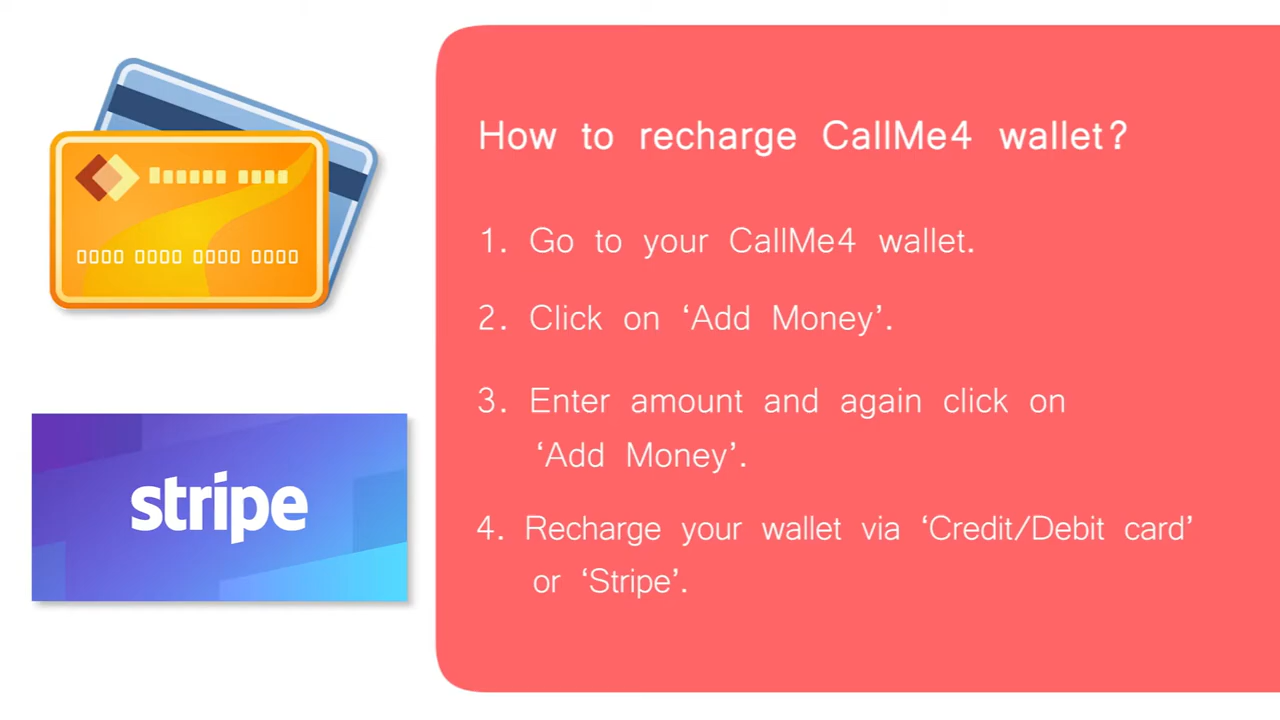 How to recharge CallMe4 wallet?
1. Go to your CallMe4 wallet.
2. Click on ‘Add Money’.
3. Enter amount and again click on
‘Add Money’.
4. Recharge your wallet via ‘Credit/Debit card’
or ‘Stripe’.
stripe